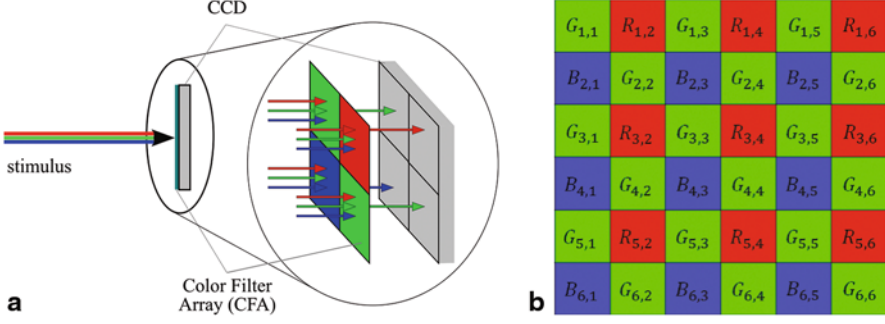 CCD
stimulus
Color Filter
Array (CFA)
a
G1,1 R1,2 G1,3 R1,4 G1,5 R1,6
B2,1 G2,2 B2,3 G2,4 B2,5 G2,6
G3,1 R3,2 G3,3 R3,4 G3,5 R3,6
B4,1 G4,2 B4,3 G4,4 B4,5 G4,6
G5,1 R5,2 G5,3 R5,4 G5,5 R5,6
B6,1 G6,2 B6,3 G6,4 B6,5 G6,6
b